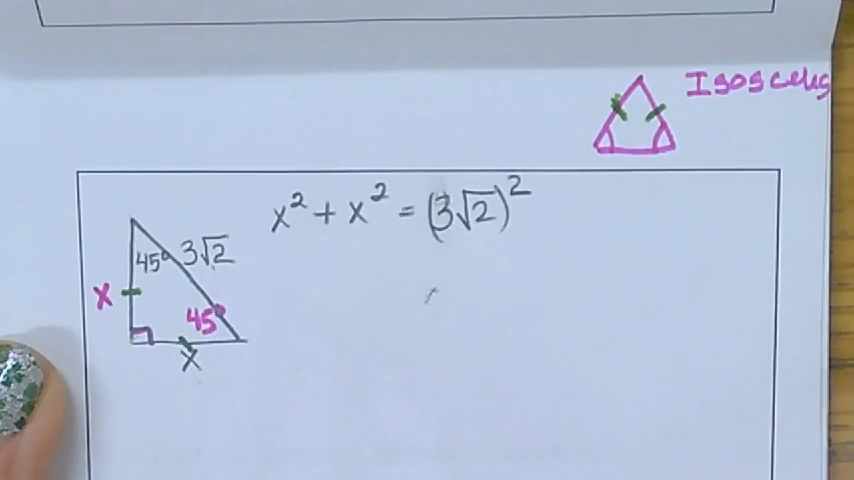 Isosceles
x² + x² = (3√2)²
45° 3√2
x
45°
x